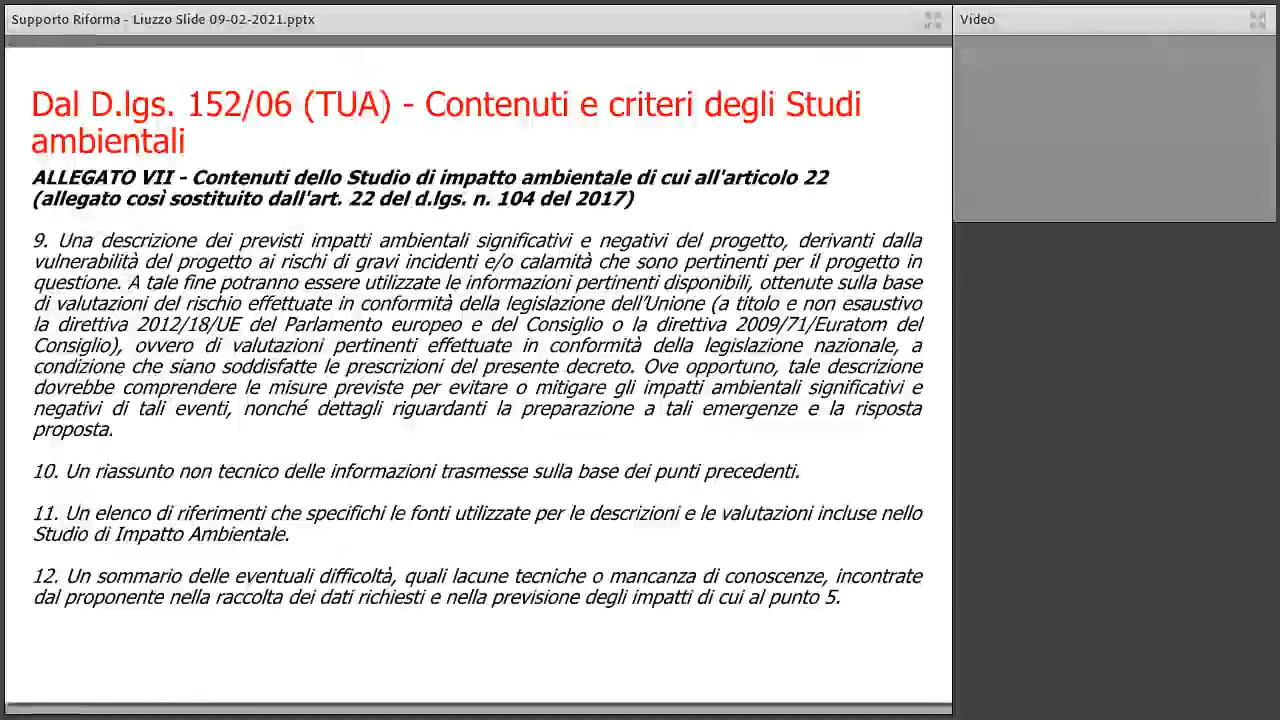 Supporto Riforma - Liuzzo Slide 09-02-2021.pptx
Video
Dal D.lgs. 152/06 (TUA) - Contenuti e criteri degli Studi
ambientali
ALLEGATO VII - Contenuti dello Studio di impatto ambientale di cui all'articolo 22
(allegato così sostituito dall'art. 22 del d.lgs. n. 104 del 2017)
9. Una descrizione dei previsti impatti ambientali significativi e negativi del progetto, derivanti dalla
vulnerabilità del progetto ai rischi di gravi incidenti e/o calamità che sono pertinenti per il progetto in
questione. A tale fine potranno essere utilizzate le informazioni pertinenti disponibili, ottenute sulla base
di valutazioni del rischio effettuate in conformità della legislazione dell'Unione (a titolo e non esaustivo
la direttiva 2012/18/UE del Parlamento europeo e del Consiglio o la direttiva 2009/71/Euratom del
Consiglio), ovvero di valutazioni pertinenti effettuate in conformità della legislazione nazionale, a
condizione che siano soddisfatte le prescrizioni del presente decreto. Ove opportuno, tale descrizione
dovrebbe comprendere le misure previste per evitare o mitigare gli impatti ambientali significativi e
negativi di tali eventi, nonché dettagli riguardanti la preparazione a tali emergenze e la risposta
proposta.
10. Un riassunto non tecnico delle informazioni trasmesse sulla base dei punti precedenti.
11. Un elenco di riferimenti che specifichi le fonti utilizzate per le descrizioni e le valutazioni incluse nello
Studio di Impatto Ambientale.
12. Un sommario delle eventuali difficoltà, quali lacune tecniche o mancanza di conoscenze, incontrate
dal proponente nella raccolta dei dati richiesti e nella previsione degli impatti di cui al punto 5.